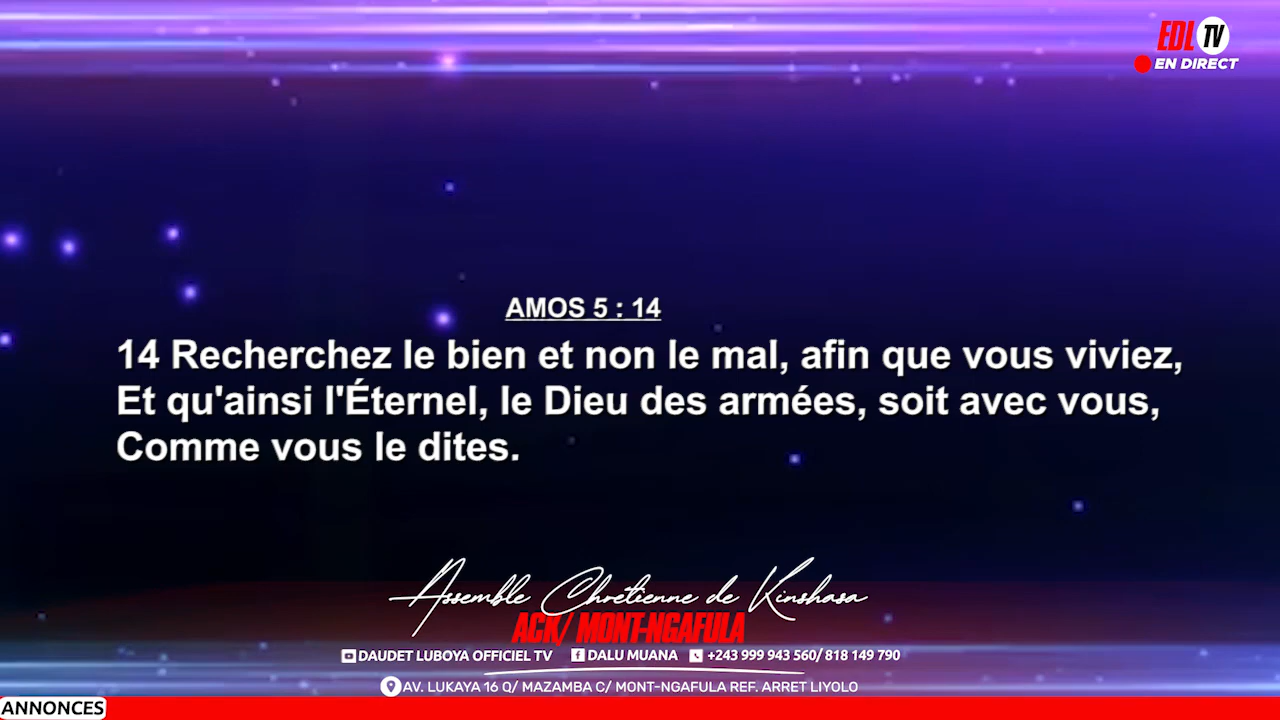 EDL TV
EN DIRECT
AMOS 5 : 14
14 Recherchez le bien et non le mal, afin que vous viviez,
Et qu'ainsi l'Éternel, le Dieu des armées, soit avec vous,
Comme vous le dites.
Assemble Chrétienne de Kinshasa
ACK/ MONT-NGAFULA
DAUDET LUBOYA OFFICIEL TV DALU MUANA +243 999 943 560/ 818 149 790
AV. LUKAYA 16 Q/ MAZAMBA C/ MONT-NGAFULA REF. ARRET LIYOLO
ANNONCES